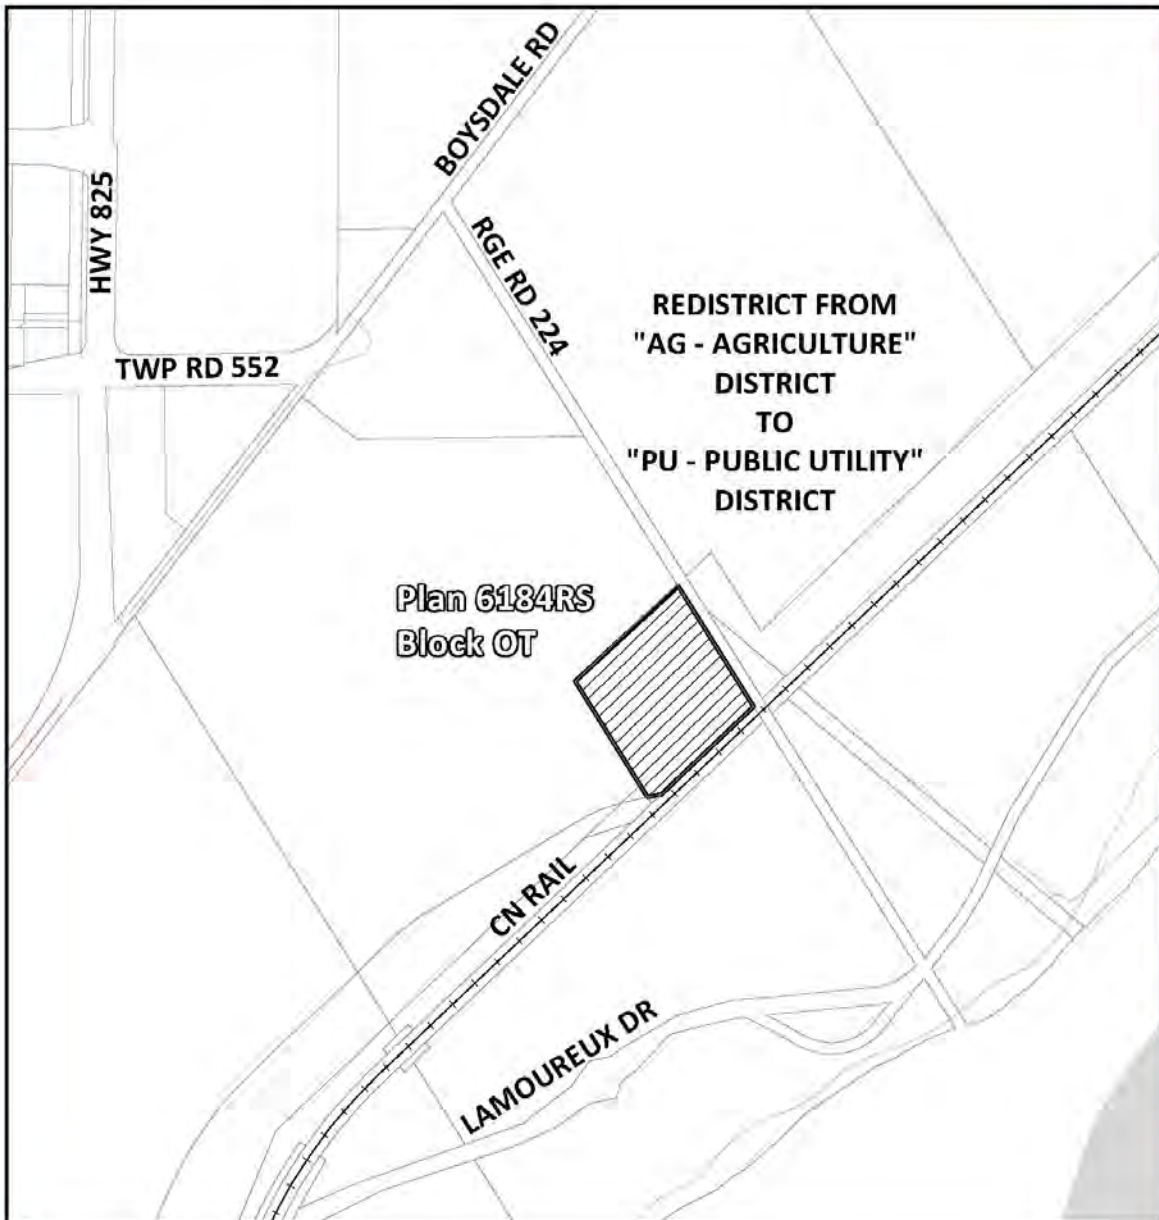 BOYSDALE RD
HWY 825
RGE RD 224
TWP RD 552
REDISTRICT FROM
"AG - AGRICULTURE"
DISTRICT
TO
"PU - PUBLIC UTILITY"
DISTRICT
Plan 6184RS
Block OT
CN RAIL
LAMOUREUX DR